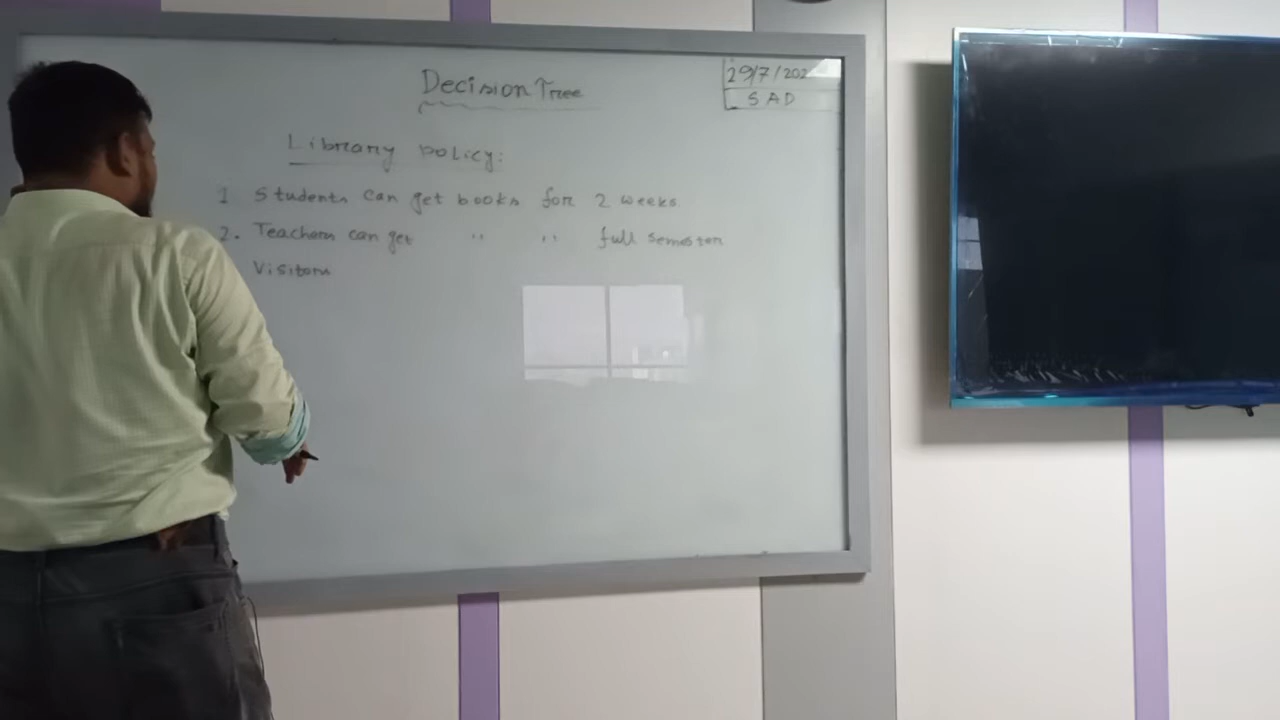 Decision Tree
29/7/202
SAD
Library policy:
1 Students can get books for 2 weeks.
2. Teachers can get " " full semester
Visitors